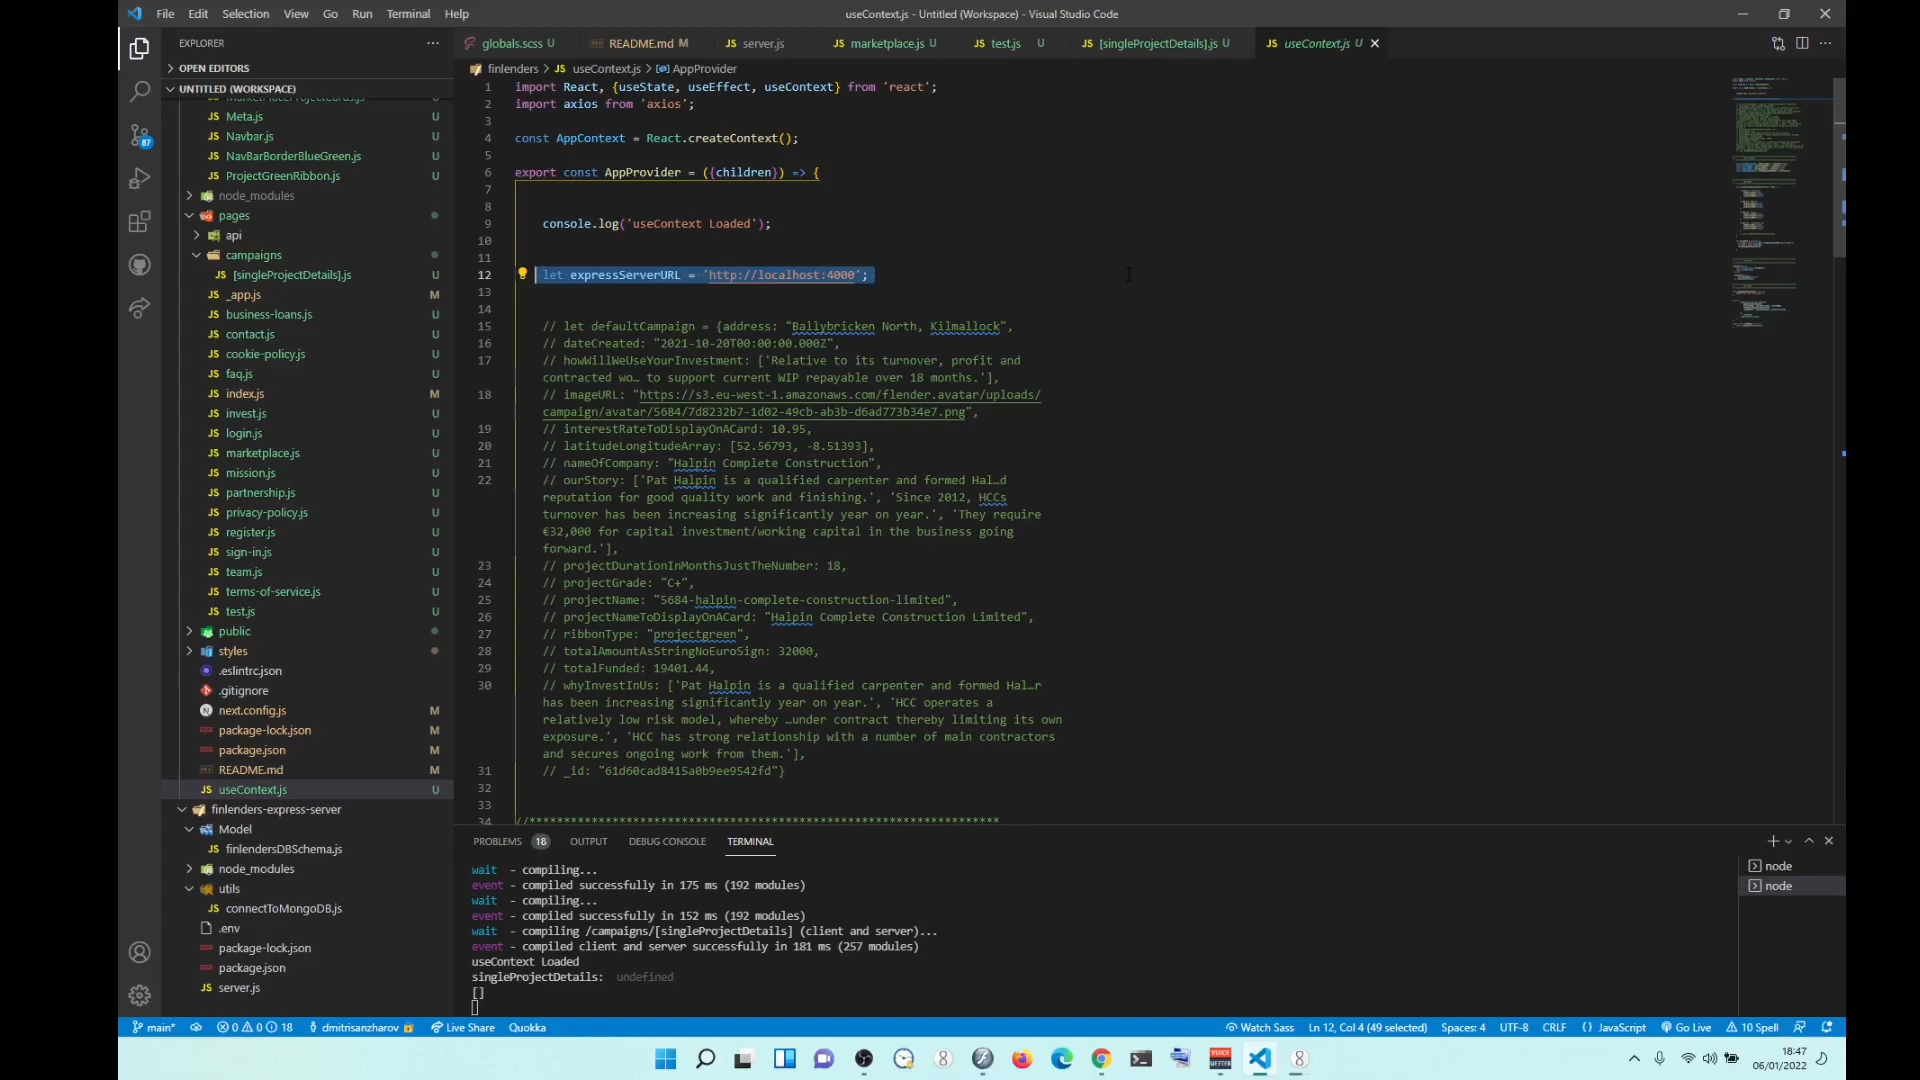 File Edit Selection View Go Run Terminal Help
useContext.js - Untitled (Workspace) - Visual Studio Code
EXPLORER
OPEN EDITORS
UNTITLED (WORKSPACE)
Meta.js U
Navbar.js U
NavBarBorderBlueGreen.js U
ProjectGreenRibbon.js U
node_modules
pages
api
campaigns
[singleProjectDetails].js U
_app.js M
business-loans.js U
contact.js U
cookie-policy.js U
faq.js U
index.js M
invest.js U
login.js U
marketplace.js U
mission.js U
partnership.js U
privacy-policy.js U
register.js U
sign-in.js U
team.js U
terms-of-service.js U
test.js U
public
styles
.eslintrc.json
.gitignore
next.config.js M
package-lock.json M
package.json M
README.md M
useContext.js U
finlenders-express-server
Model
finlendersDBSchema.js
node_modules
utils
connectToMongoDB.js
.env
package-lock.json
package.json
server.js
87
globals.scss U README.md M server.js marketplace.js U test.js U [singleProjectDetails].js U useContext.js U
finlenders > useContext.js > AppProvider
1 import React, {useState, useEffect, useContext} from 'react';
2 import axios from 'axios';
3
4 const AppContext = React.createContext();
5
6 export const AppProvider = ({children}) => {
7
8
9 console.log('useContext Loaded');
10
11
12 let expressServerURL = 'http://localhost:4000';
13
14
15 // let defaultCampaign = {address: "Ballybricken North, Kilmallock",
16 // dateCreated: "2021-10-20T00:00:00.000Z",
17 // howWillWeUseYourInvestment: ['Relative to its turnover, profit and
contracted wo… to support current WIP repayable over 18 months.'],
18 // imageURL: "https://s3.eu-west-1.amazonaws.com/flender.avatar/uploads/
campaign/avatar/5684/7d8232b7-1d02-49cb-ab3b-d6ad773b34e7.png",
19 // interestRateToDisplayOnACard: 10.95,
20 // latitudeLongitudeArray: [52.56793, -8.51393],
21 // nameOfCompany: "Halpin Complete Construction",
22 // ourStory: ['Pat Halpin is a qualified carpenter and formed Hal…d
reputation for good quality work and finishing.', 'Since 2012, HCCs
turnover has been increasing significantly year on year.', 'They require
€32,000 for capital investment/working capital in the business going
forward.'],
23 // projectDurationInMonthsJustTheNumber: 18,
24 // projectGrade: "C+",
25 // projectName: "5684-halpin-complete-construction-limited",
26 // projectNameToDisplayOnACard: "Halpin Complete Construction Limited",
27 // ribbonType: "projectgreen",
28 // totalAmountAsStringNoEuroSign: 32000,
29 // totalFunded: 19401.44,
30 // whyInvestInUs: ['Pat Halpin is a qualified carpenter and formed Hal…r
has been increasing significantly year on year.', 'HCC operates a
relatively low risk model, whereby …under contract thereby limiting its own
exposure.', 'HCC has strong relationship with a number of main contractors
and secures ongoing work from them.'],
31 // _id: "61d60cad8415a0b9ee9542fd"}
32
33
34 //********************************************************************
PROBLEMS 18 OUTPUT DEBUG CONSOLE TERMINAL
wait - compiling...
event - compiled successfully in 175 ms (192 modules)
wait - compiling...
event - compiled successfully in 152 ms (192 modules)
wait - compiling /campaigns/[singleProjectDetails] (client and server)...
event - compiled client and server successfully in 181 ms (257 modules)
useContext Loaded
singleProjectDetails: undefined
[]
node
node
main* 0 0 18 dmitrisanzharov Live Share Quokka
Watch Sass Ln 12, Col 4 (49 selected) Spaces: 4 UTF-8 CRLF {} JavaScript Go Live 10 Spell
18:47
06/01/2022